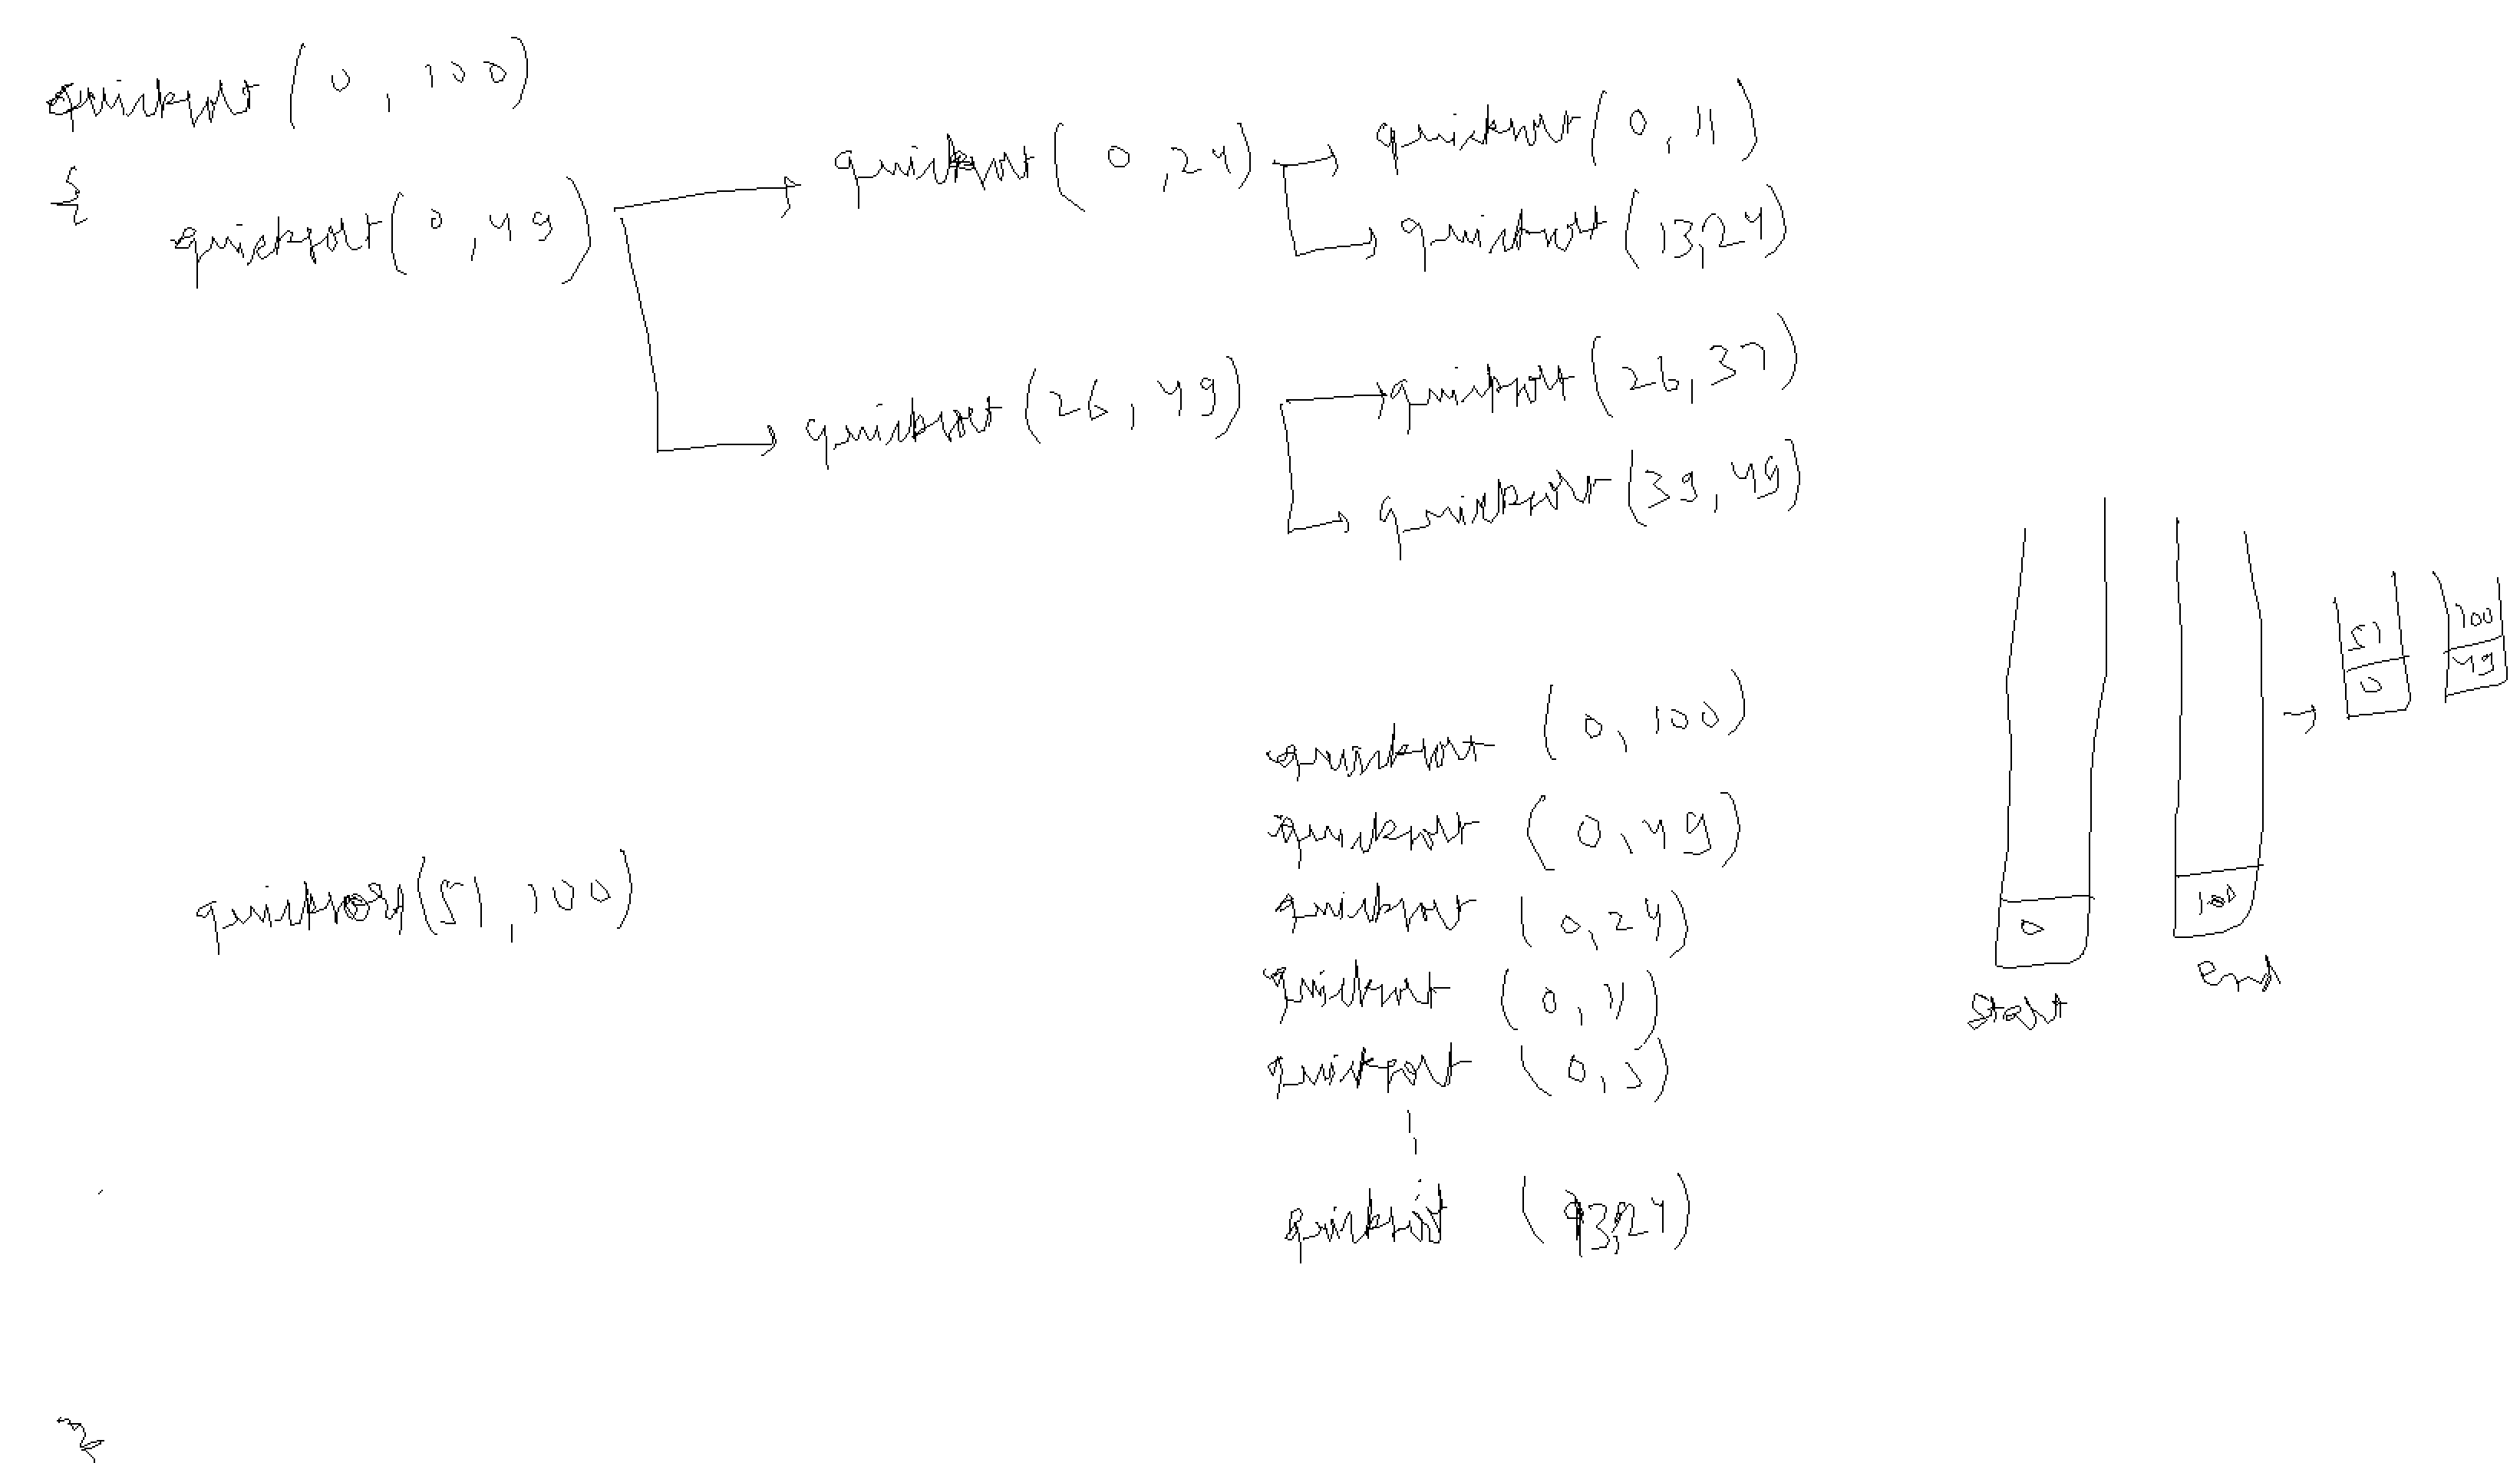 quicksort (0, 100)
{
quicksort (0, 49)
quicksort (0, 24)
quicksort (0, 11)
quicksort (13, 24)
quicksort (26, 49)
quicksort (26, 37)
quicksort (39, 49)
quicksort (51, 100)
}
quicksort (0, 100)
quicksort (0, 49)
quicksort (0, 24)
quicksort (0, 11)
quicksort (0, 5)
quicksort (13, 24)
0
start
100
end
51
0
100
49